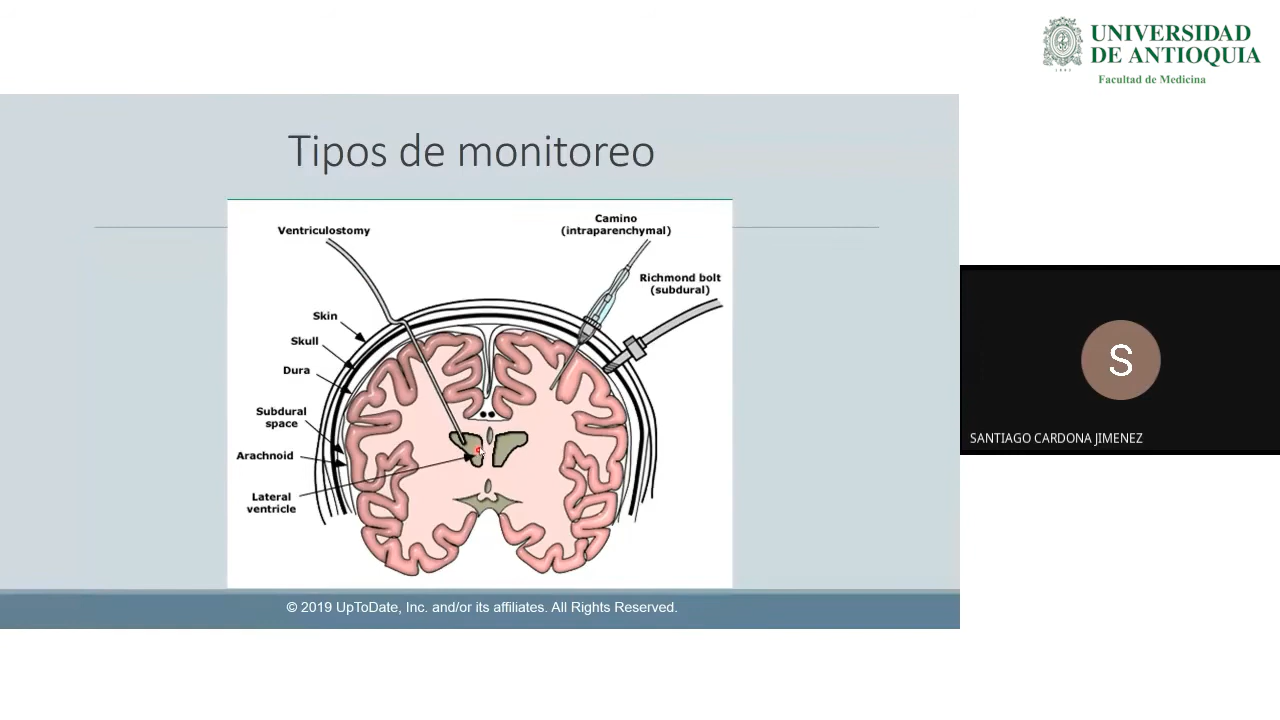 UNIVERSIDAD
DE ANTIOQUIA
1803
Facultad de Medicina
Tipos de monitoreo
Ventriculostomy
Camino
(intraparenchymal)
Richmond bolt
(subdural)
Skin
Skull
Dura
Subdural
space
Arachnoid
Lateral
ventricle
© 2019 UpToDate, Inc. and/or its affiliates. All Rights Reserved.
S
SANTIAGO CARDONA JIMENEZ